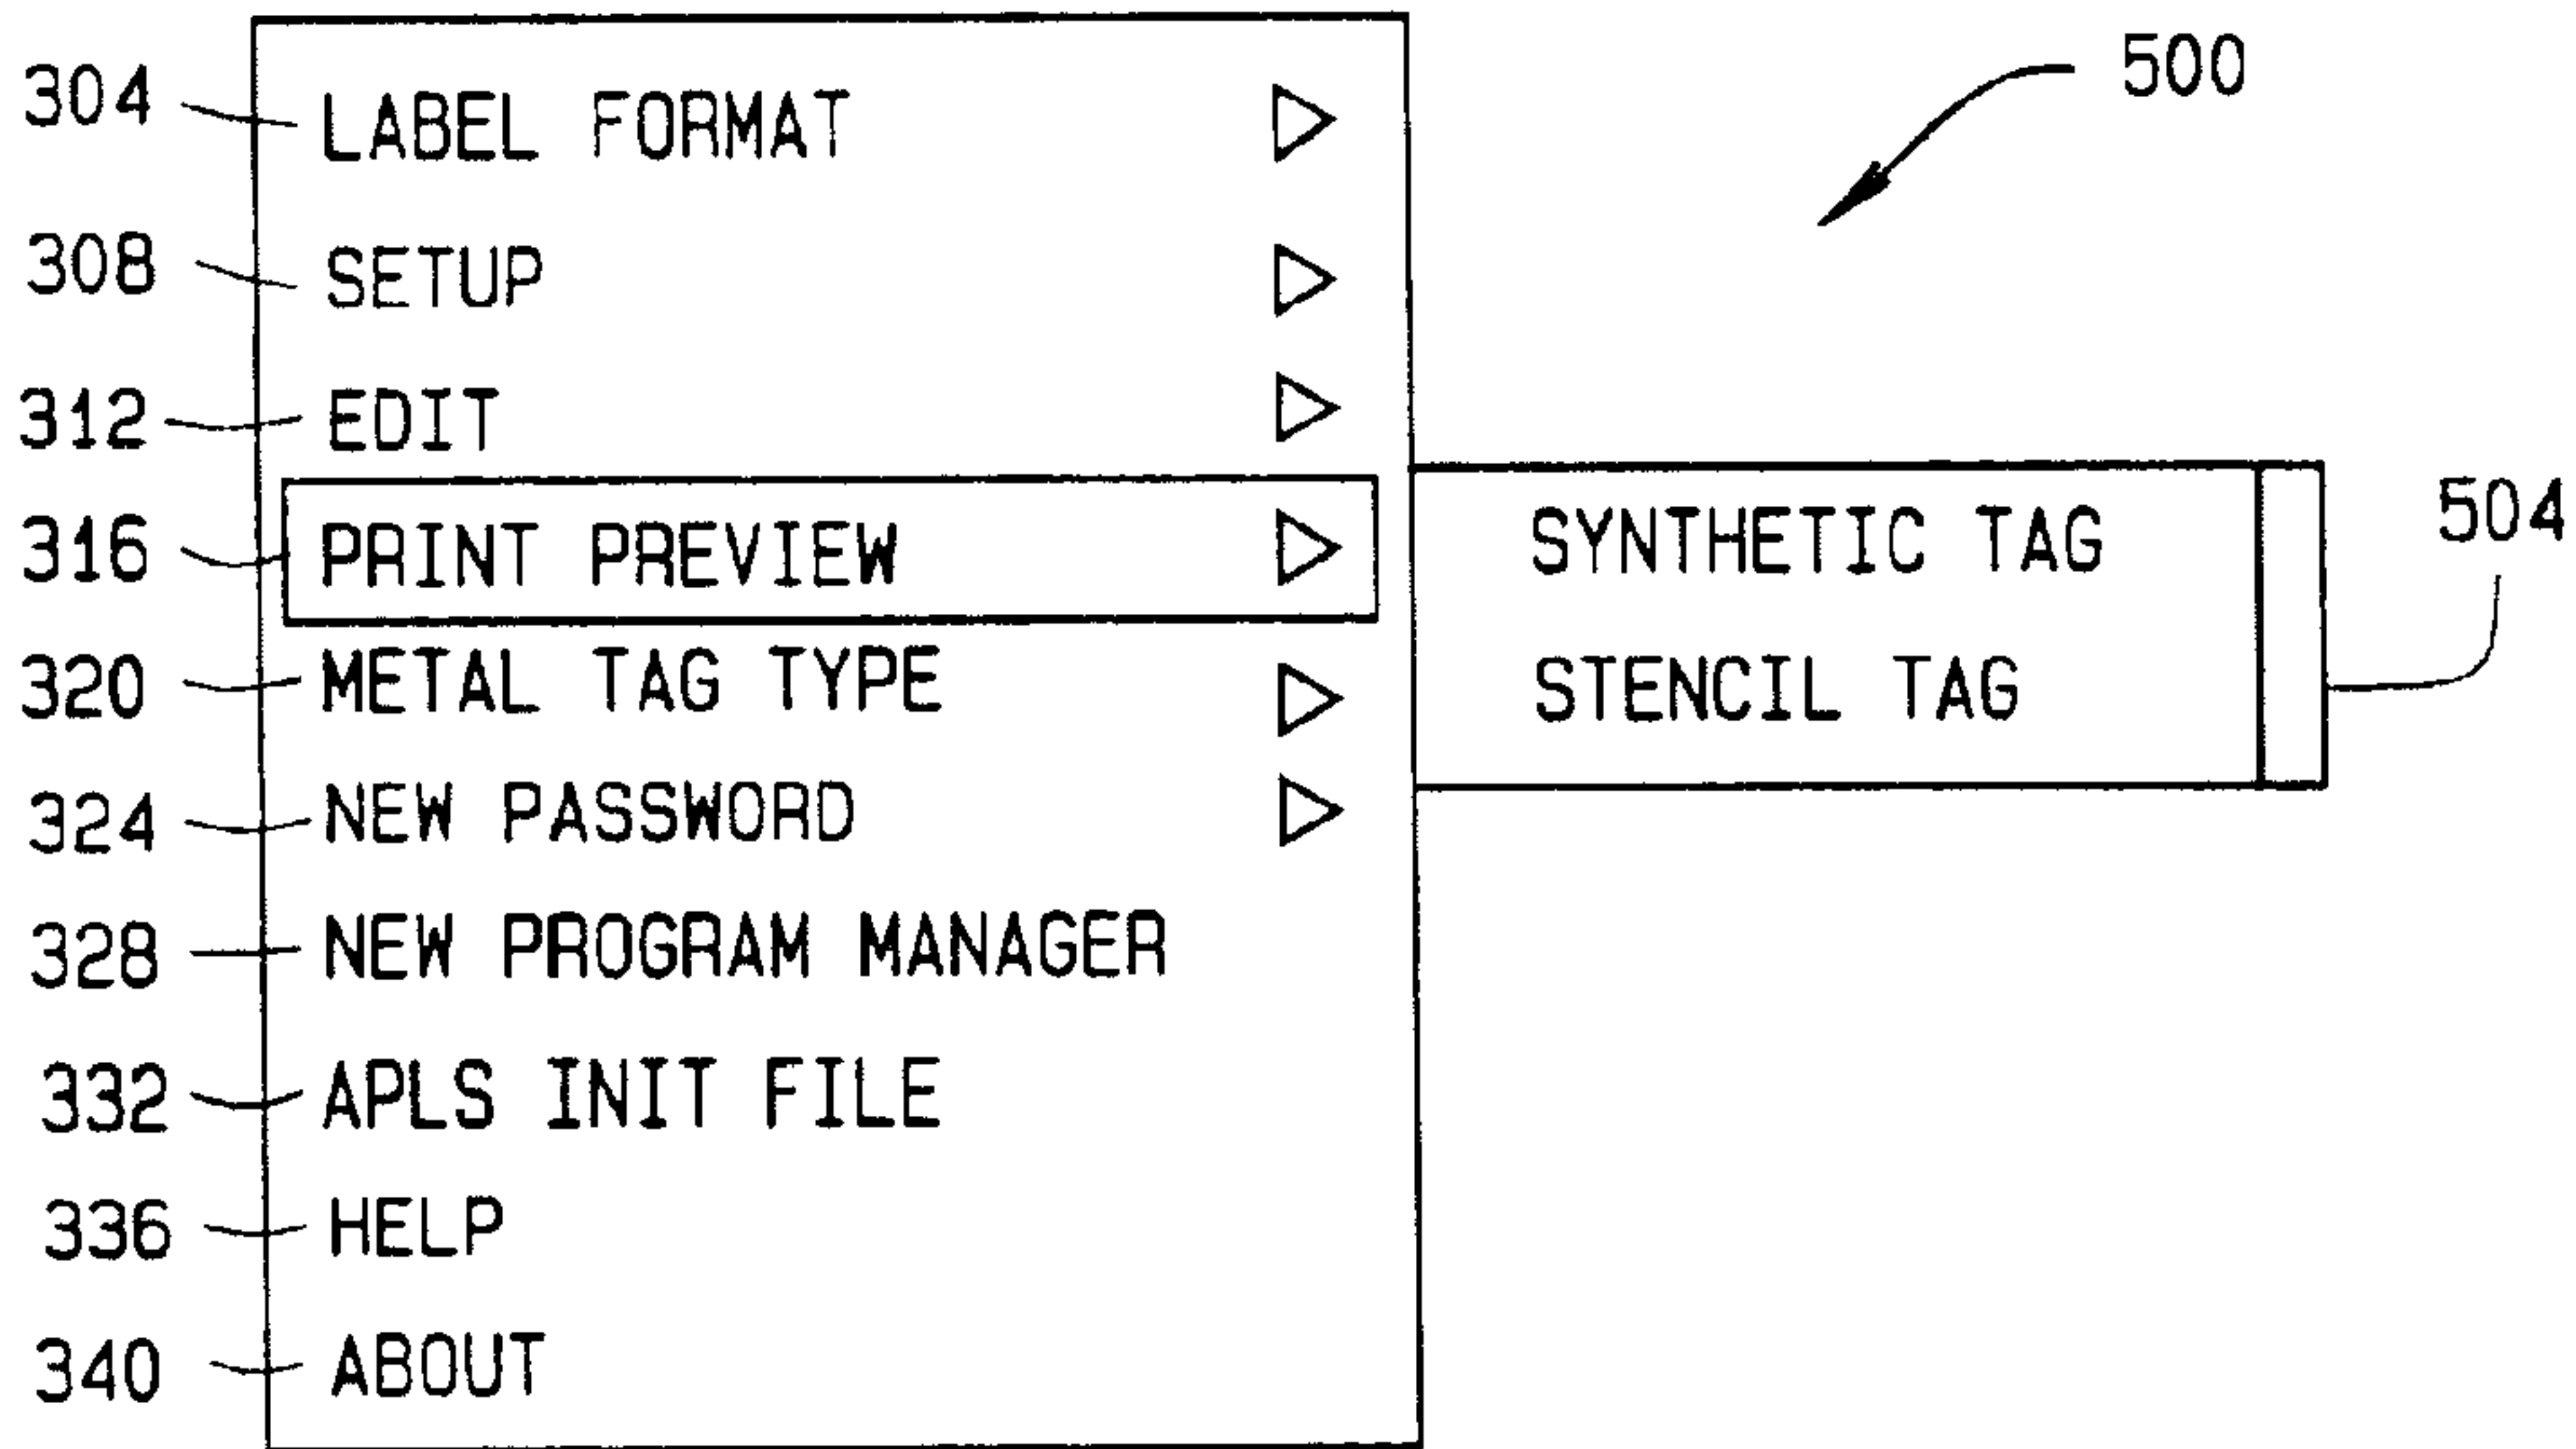 500
304 LABEL FORMAT
308 SETUP
312 EDIT
316 PRINT PREVIEW
SYNTHETIC TAG
504
320 METAL TAG TYPE
STENCIL TAG
324 NEW PASSWORD
328 NEW PROGRAM MANAGER
332 APLS INIT FILE
336 HELP
340 ABOUT